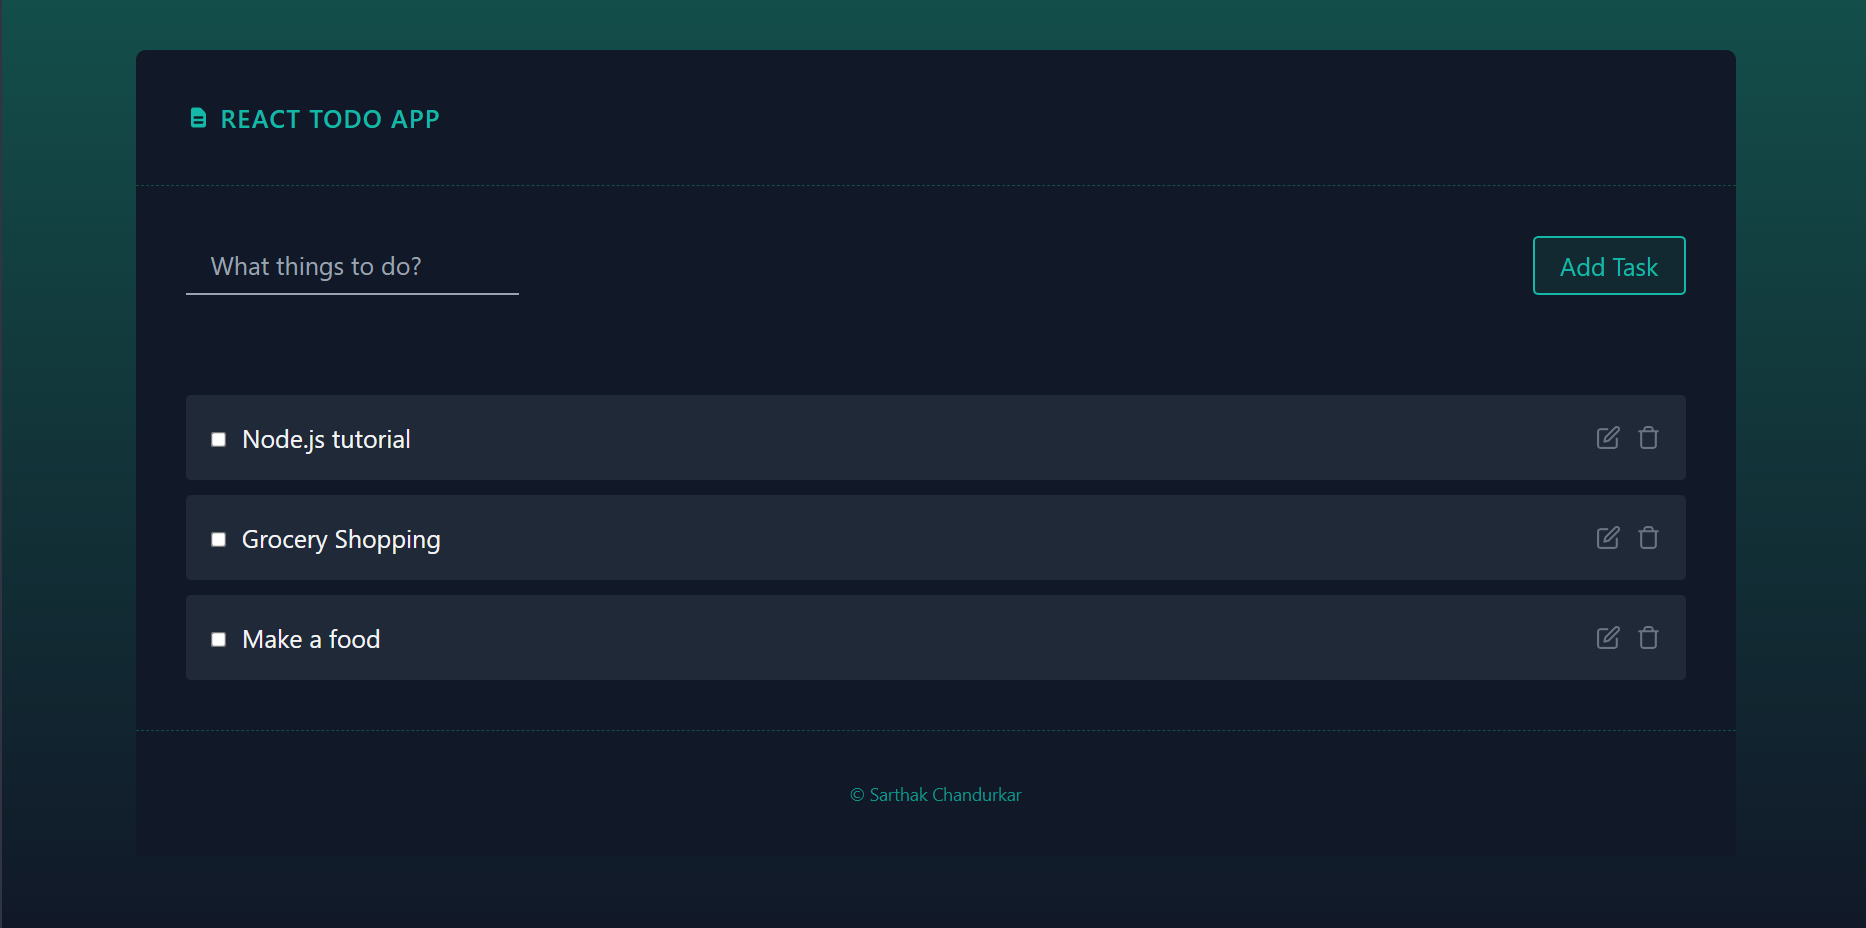 REACT TODO APP
What things to do?
Add Task
Node.js tutorial
Grocery Shopping
Make a food
© Sarthak Chandurkar